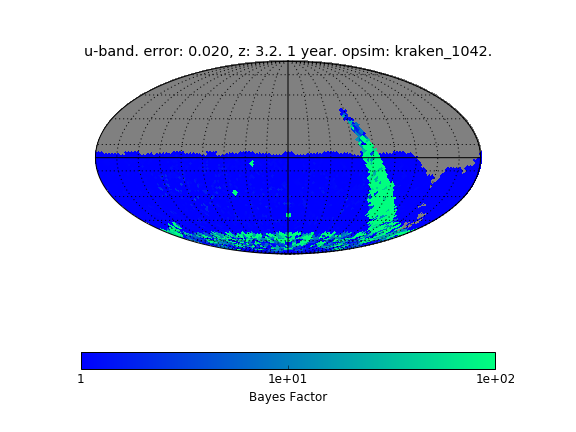 u-band. error: 0.020, z: 3.2. 1 year. opsim: kraken_1042.
1 1e+01 1e+02
Bayes Factor